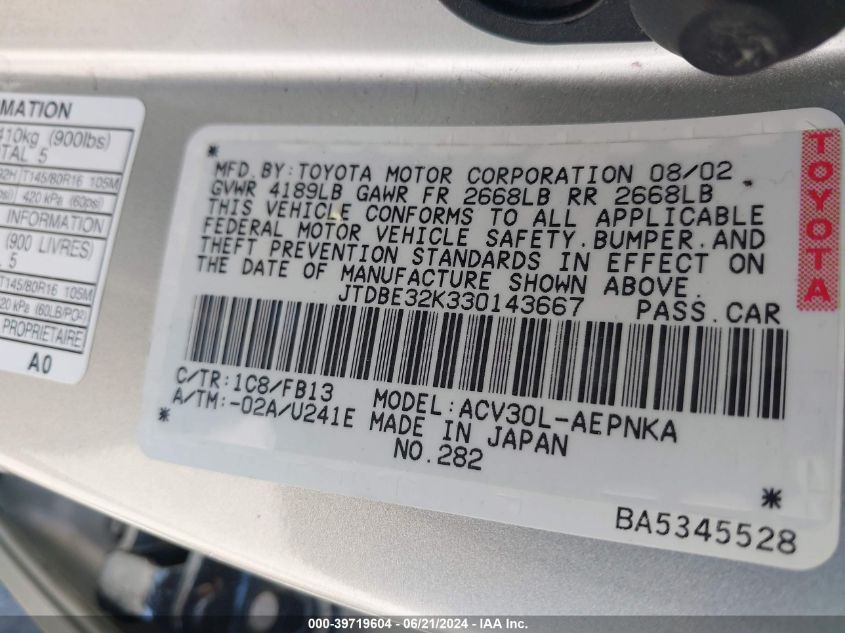 MATION
410kg (900lbs)
TOTAL 5
92H T145/80R16 105M
420 kPa (60psi)
INFORMATION
(900 LIVRES)
5
T145/80R16 105M
420 kPa (60LB/PO²)
PROPRIETAIRE
A0
*
MFD.BY:TOYOTA MOTOR CORPORATION 08/02
GVWR 4189LB GAWR FR 2668LB RR 2668LB
THIS VEHICLE CONFORMS TO ALL APPLICABLE
FEDERAL MOTOR VEHICLE SAFETY.BUMPER.AND
THEFT PREVENTION STANDARDS IN EFFECT ON
THE DATE OF MANUFACTURE SHOWN ABOVE.
JTDBE32K330143667 PASS.CAR
C/TR:1C8/FB13 MODEL:ACV30L-AEPNKA
A/TM:-02A/U241E MADE IN JAPAN
* NO.282 *
BA5345528
TOYOTA
000-39719604 - 06/21/2024 - IAA Inc.